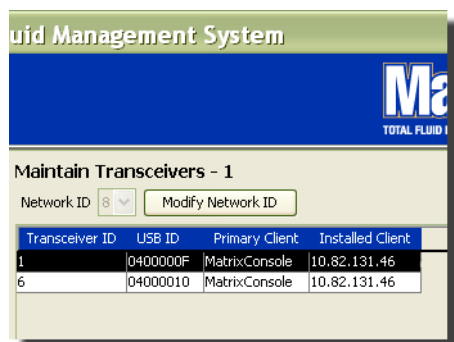 uid Management System
Ma
TOTAL FLUID
Maintain Transceivers - 1
Network ID 8 Modify Network ID
Transceiver ID USB ID Primary Client Installed Client
1 0400000F MatrixConsole 10.82.131.46
6 04000010 MatrixConsole 10.82.131.46